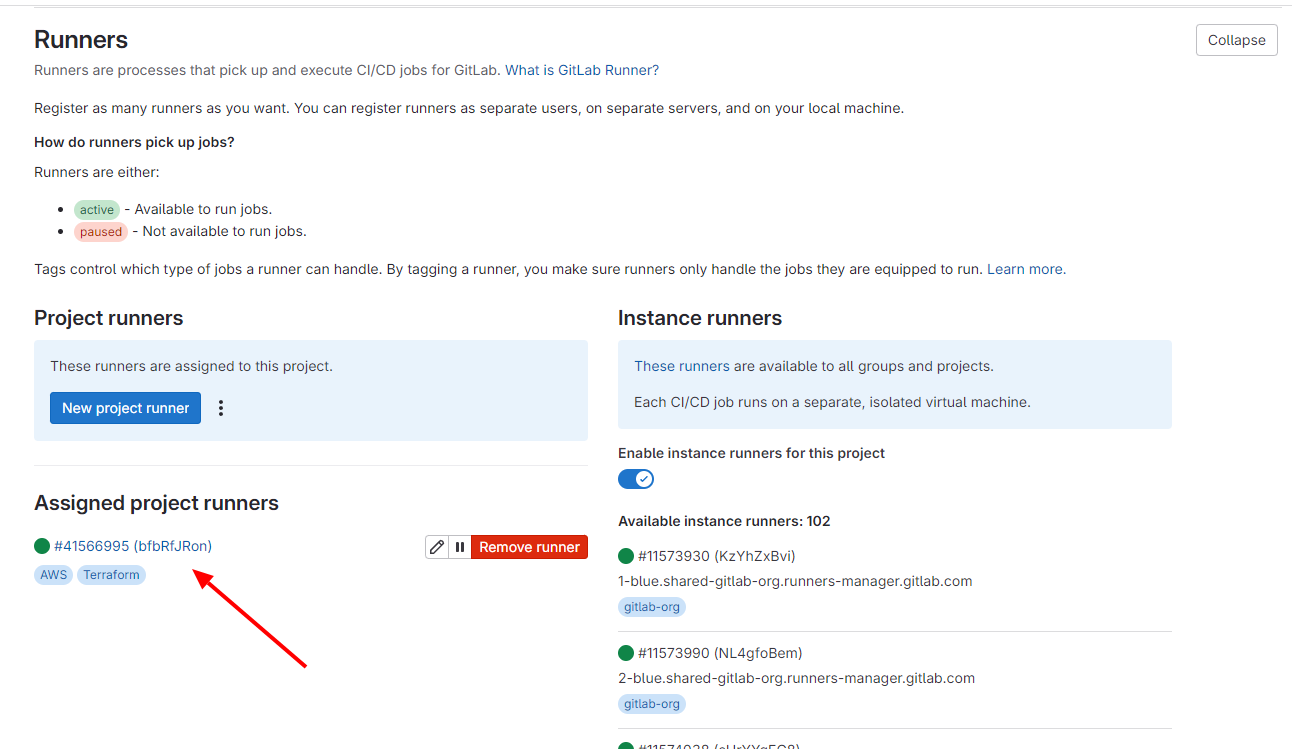 Runners
Collapse
Runners are processes that pick up and execute CI/CD jobs for GitLab. What is GitLab Runner?
Register as many runners as you want. You can register runners as separate users, on separate servers, and on your local machine.
How do runners pick up jobs?
Runners are either:
active - Available to run jobs.
paused - Not available to run jobs.
Tags control which type of jobs a runner can handle. By tagging a runner, you make sure runners only handle the jobs they are equipped to run. Learn more.
Project runners
These runners are assigned to this project.
New project runner
Assigned project runners
#41566995 (bfbRfJRon)
Remove runner
AWS Terraform
Instance runners
These runners are available to all groups and projects.
Each CI/CD job runs on a separate, isolated virtual machine.
Enable instance runners for this project
Available instance runners: 102
#11573930 (KzYhZxBvi)
1-blue.shared-gitlab-org.runners-manager.gitlab.com
gitlab-org
#11573990 (NL4gfoBem)
2-blue.shared-gitlab-org.runners-manager.gitlab.com
gitlab-org